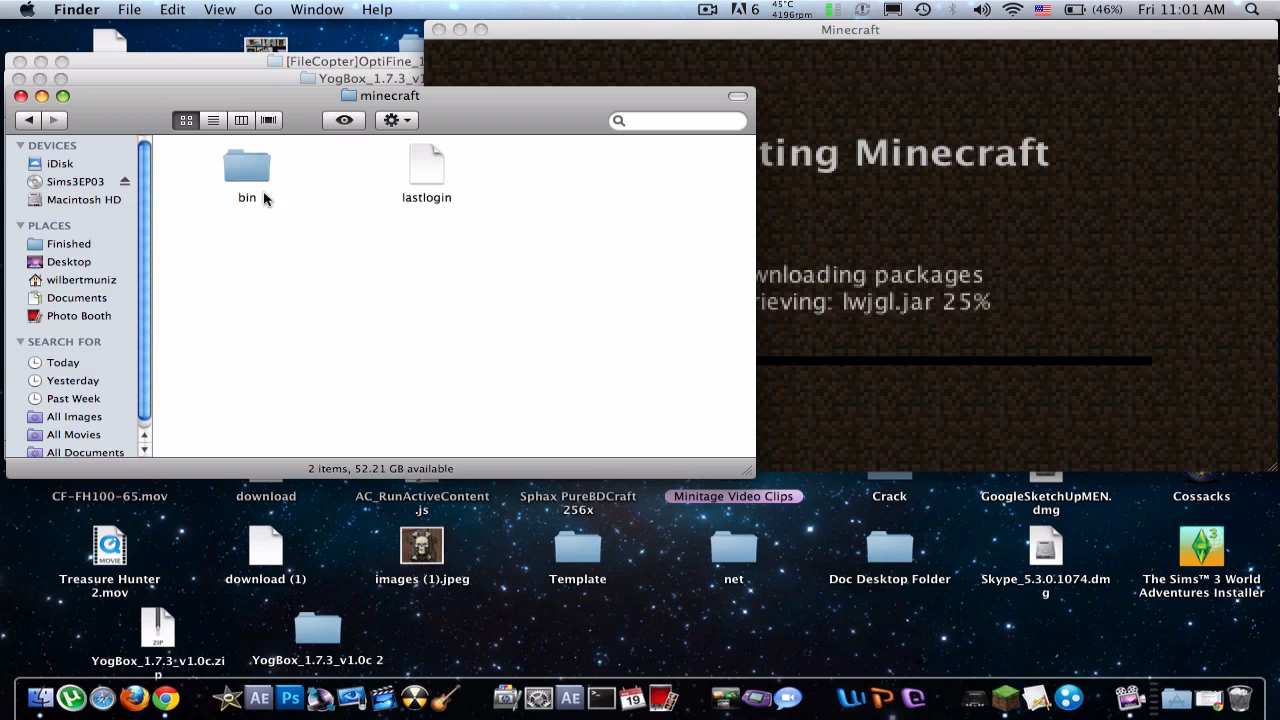 Finder File Edit View Go Window Help 6 45°C 4196rpm (46%) Fri 11:01 AM
Minecraft
[FileCopter]OptiFine_1
YogBox_1.7.3_v1
minecraft
DEVICES
iDisk
Sims3EP03
Macintosh HD
PLACES
Finished
Desktop
wilbertmuniz
Documents
Photo Booth
SEARCH FOR
Today
Yesterday
Past Week
All Images
All Movies
All Documents
bin
lastlogin
2 items, 52.21 GB available
ting Minecraft
wnloading packages
rieving: lwjgl.jar 25%
CF-FH100-65.mov
download
AC_RunActiveContent
.js
Sphax PureBDCraft
256x
Minitage Video Clips
Crack
GoogleSketchUpMEN.
dmg
Cossacks
MOVIE
Treasure Hunter
2.mov
download (1)
images (1).jpeg
Template
net
Doc Desktop Folder
Skype_5.3.0.1074.dm
g
The Sims™ 3 World
Adventures Installer
ZIP
YogBox_1.7.3_v1.0c.zi
p
YogBox_1.7.3_v1.0c 2
AE
Ps
AE
19